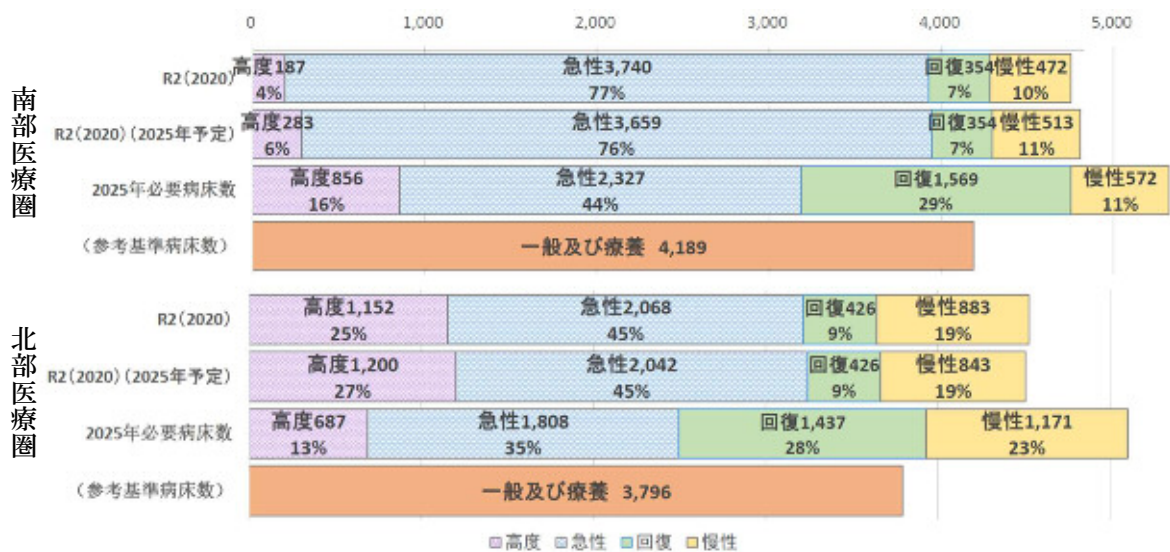 0 1,000 2,000 3,000 4,000 5,000
南部医療圏
R2(2020)
高度187 急性3,740 回復354 慢性472
4% 77% 7% 10%
R2(2020)(2025年予定)
高度283 急性3,659 回復354 慢性513
6% 76% 7% 11%
2025年必要病床数
高度856 急性2,327 回復1,569 慢性572
16% 44% 29% 11%
(参考基準病床数)
一般及び療養 4,189
北部医療圏
R2(2020)
高度1,152 急性2,068 回復426 慢性883
25% 45% 9% 19%
R2(2020)(2025年予定)
高度1,200 急性2,042 回復426 慢性843
27% 45% 9% 19%
2025年必要病床数
高度687 急性1,808 回復1,437 慢性1,171
13% 35% 28% 23%
(参考基準病床数)
一般及び療養 3,796
高度 急性 回復 慢性